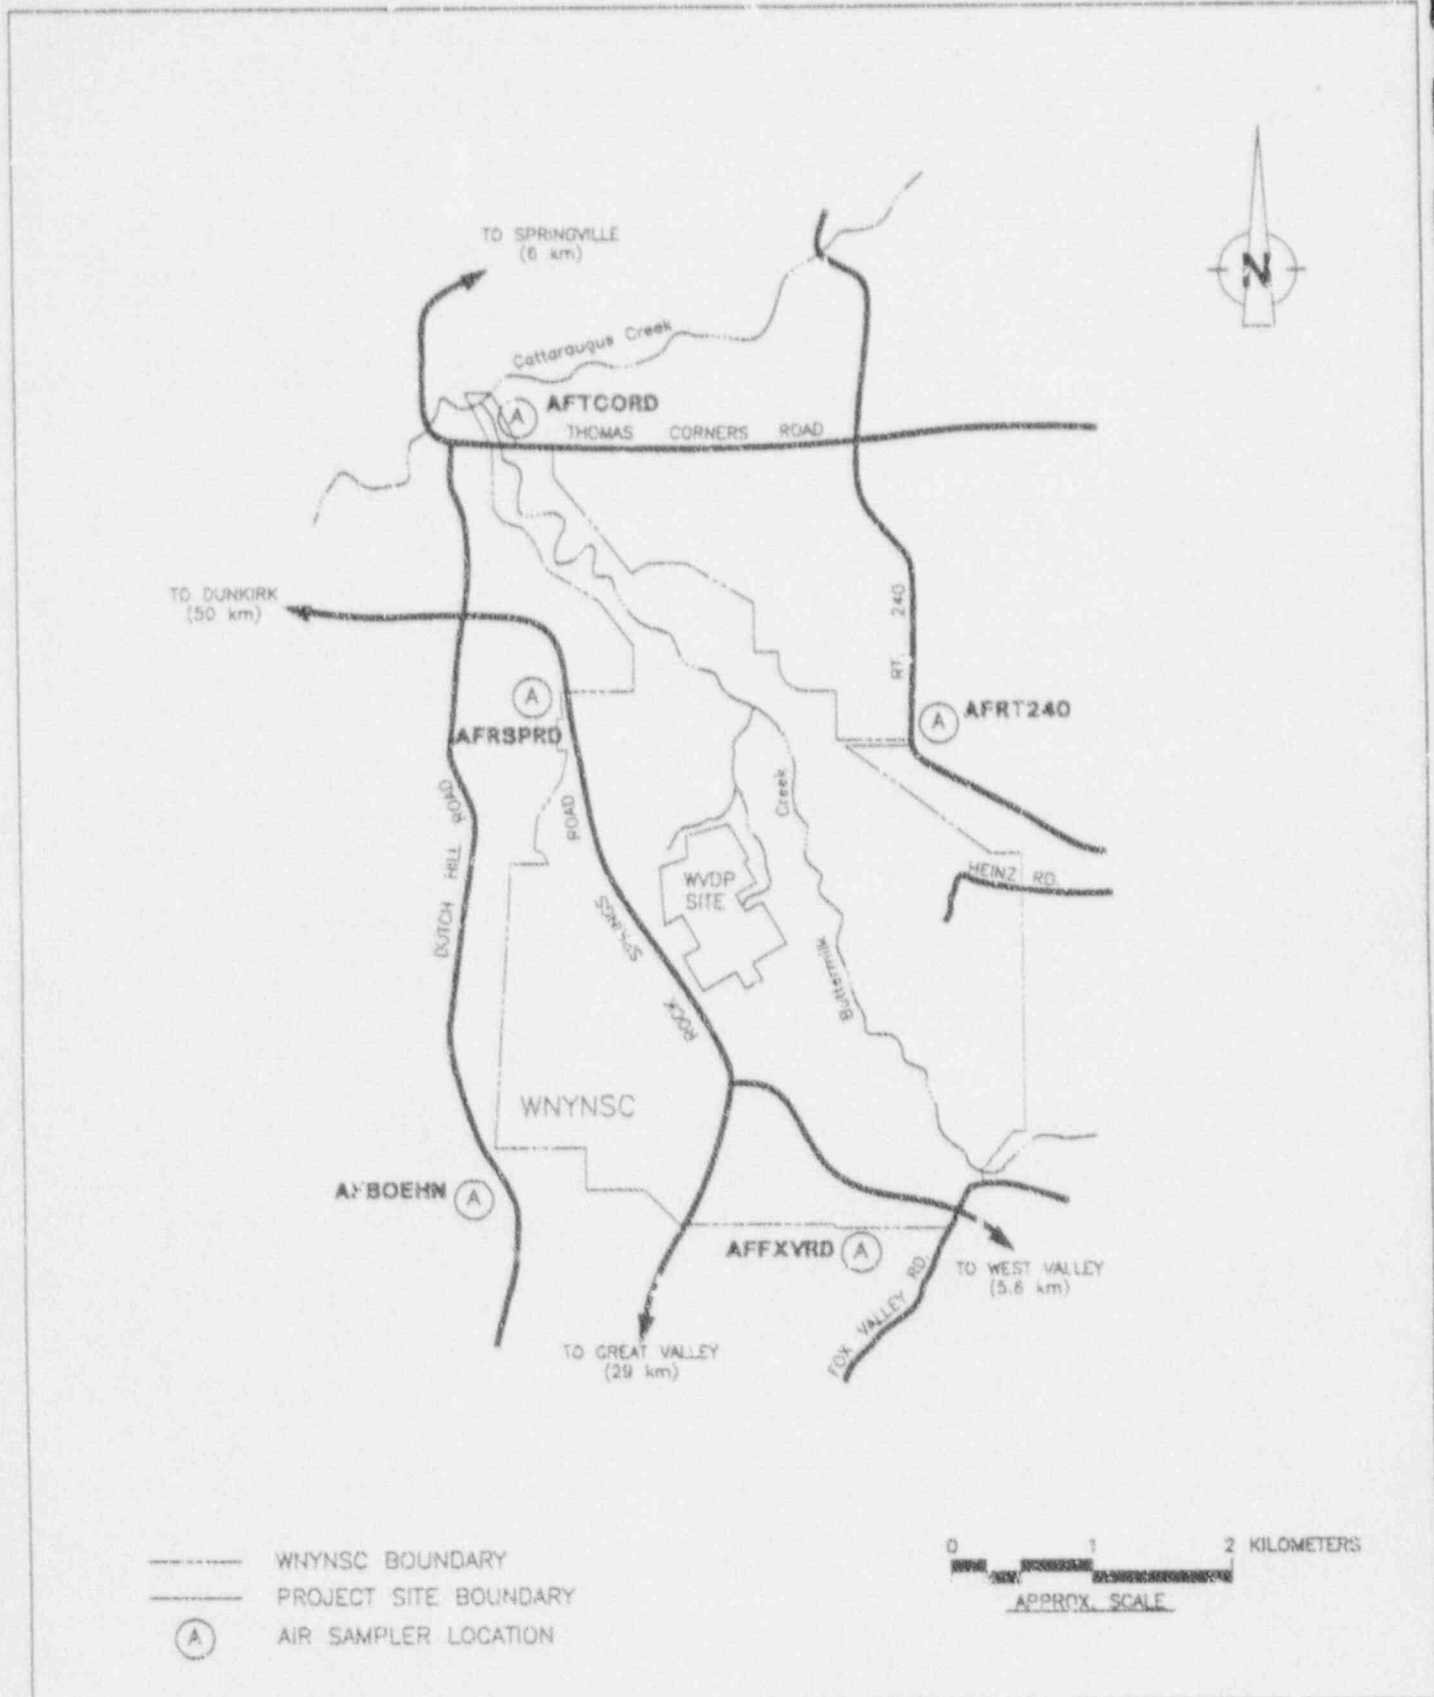 N
TO SPRINGVILLE
(6 km)
Cattaraugus Creek
A
AFTCORD
THOMAS CORNERS ROAD
TO DUNKIRK
(50 km)
RT. 240
A
AFRSPRD
A
AFRT240
DUTCH HILL ROAD
ROCK SPRINGS ROAD
Buttermilk Creek
WVDP
SITE
HEINZ RD.
WNYNSC
A
AFFXVRD
A
TO WEST VALLEY
(5.6 km)
FOX VALLEY RD.
TO GREAT VALLEY
(29 km)
WNYNSC BOUNDARY
PROJECT SITE BOUNDARY
A
AIR SAMPLER LOCATION
0 1 2 KILOMETERS
APPROX. SCALE